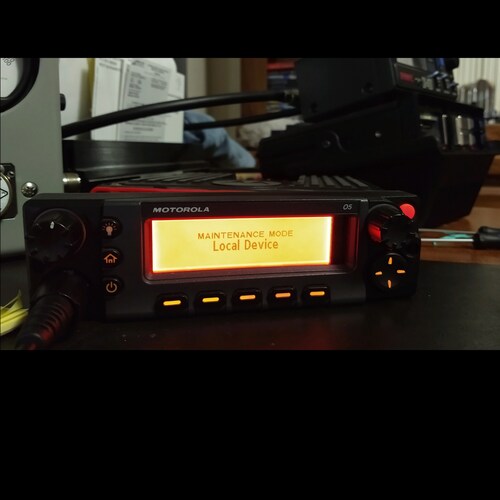 MOTOROLA O5
MAINTENANCE MODE
Local Device